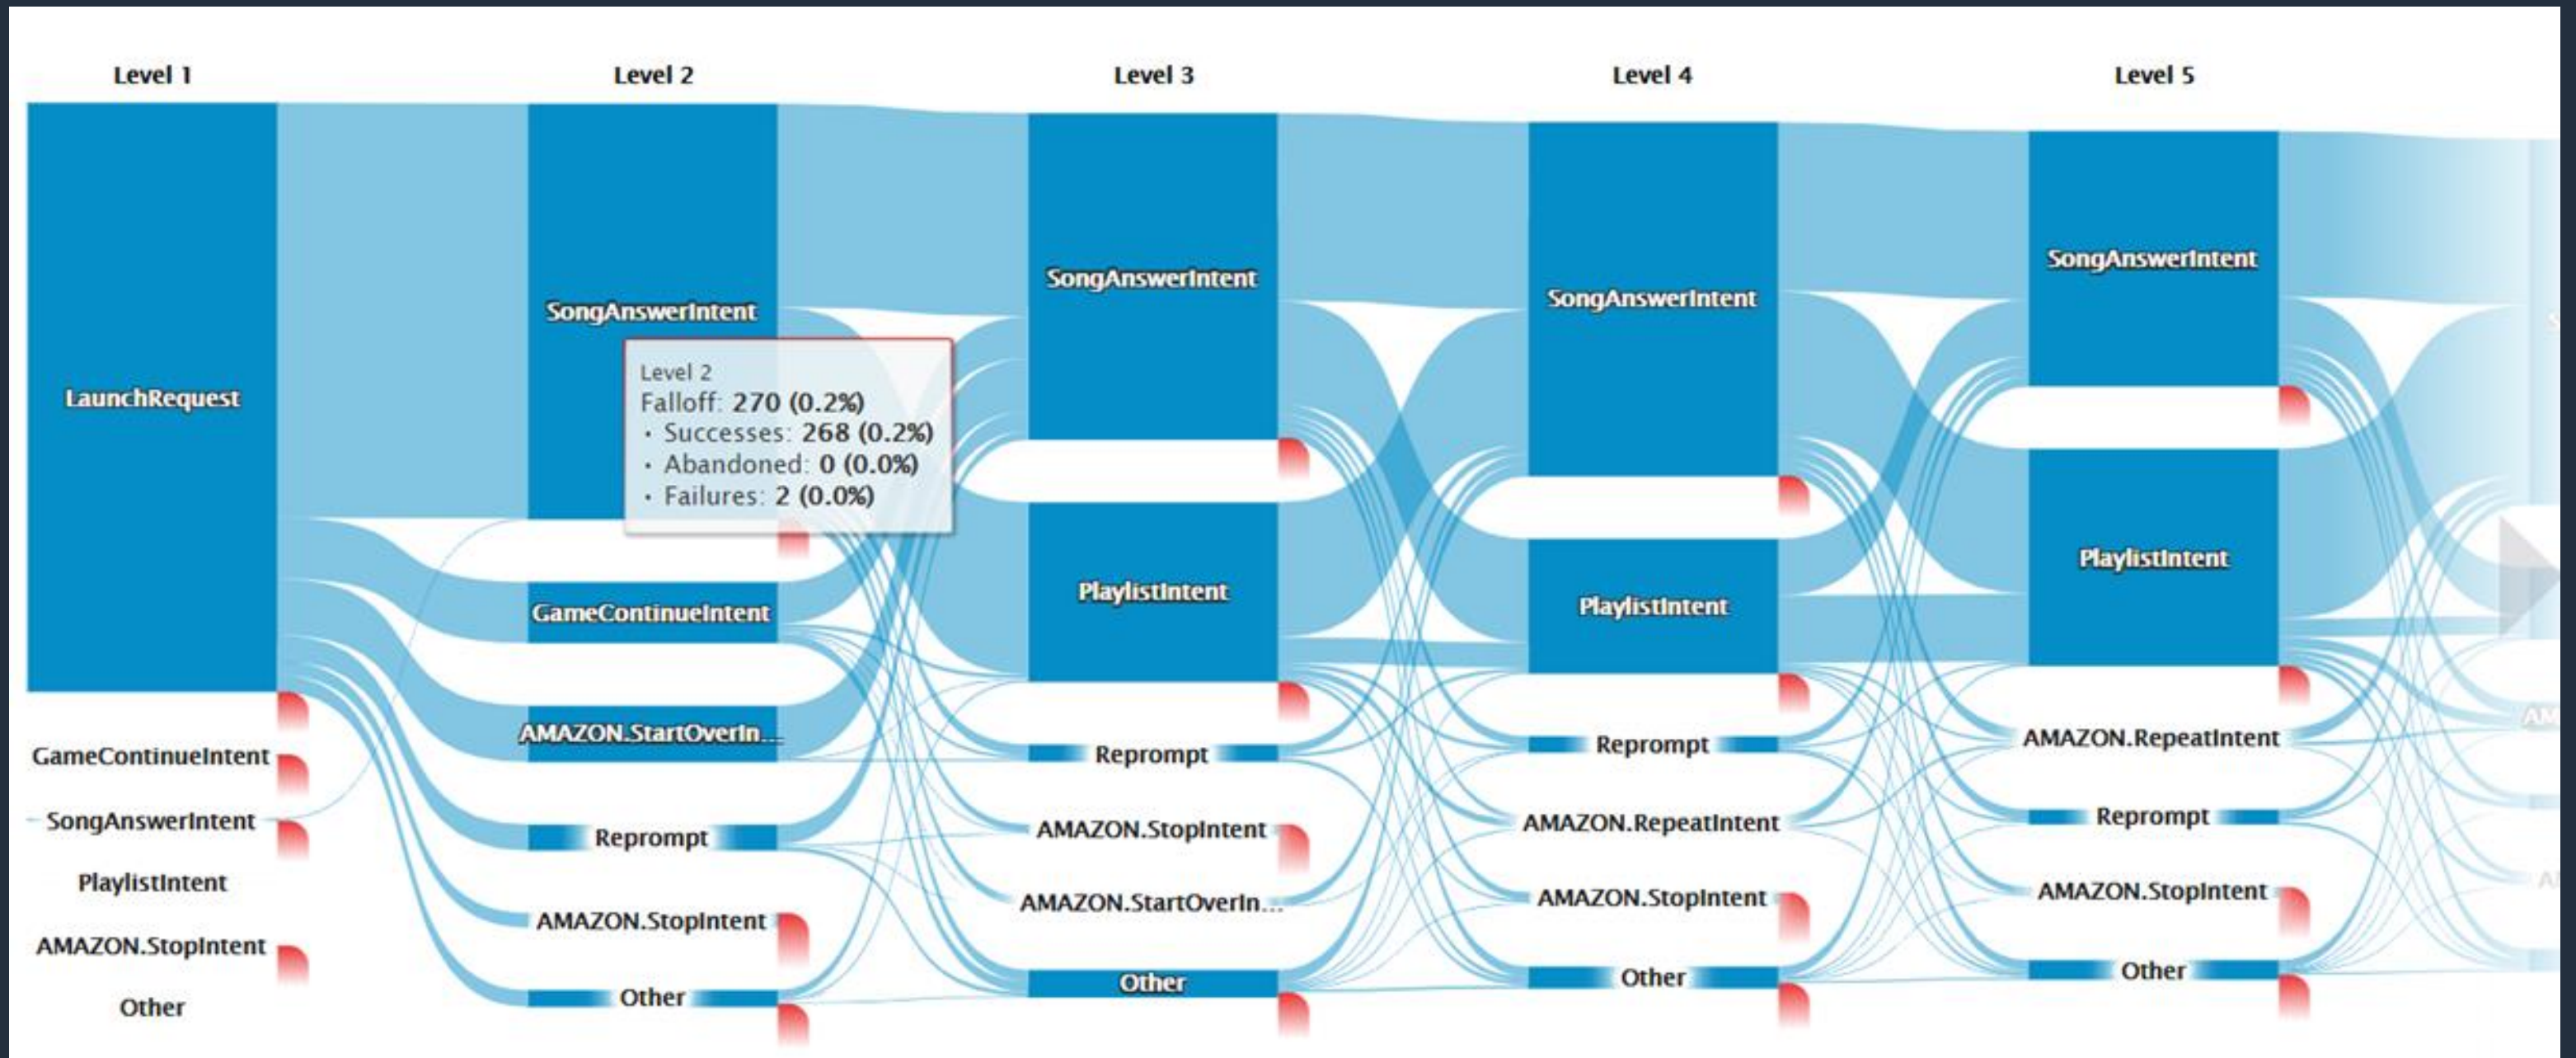 Level 1
Level 2
Level 3
Level 4
Level 5
LaunchRequest
GameContinueIntent
SongAnswerIntent
PlaylistIntent
AMAZON.StopIntent
Other
SongAnswerIntent
Level 2
Falloff: 270 (0.2%)
• Successes: 268 (0.2%)
• Abandoned: 0 (0.0%)
• Failures: 2 (0.0%)
GameContinueIntent
AMAZON.StartOverIn...
Reprompt
AMAZON.StopIntent
Other
SongAnswerIntent
PlaylistIntent
Reprompt
AMAZON.StopIntent
AMAZON.StartOverIn...
Other
SongAnswerIntent
PlaylistIntent
Reprompt
AMAZON.RepeatIntent
AMAZON.StopIntent
Other
SongAnswerIntent
PlaylistIntent
AMAZON.RepeatIntent
Reprompt
AMAZON.StopIntent
Other